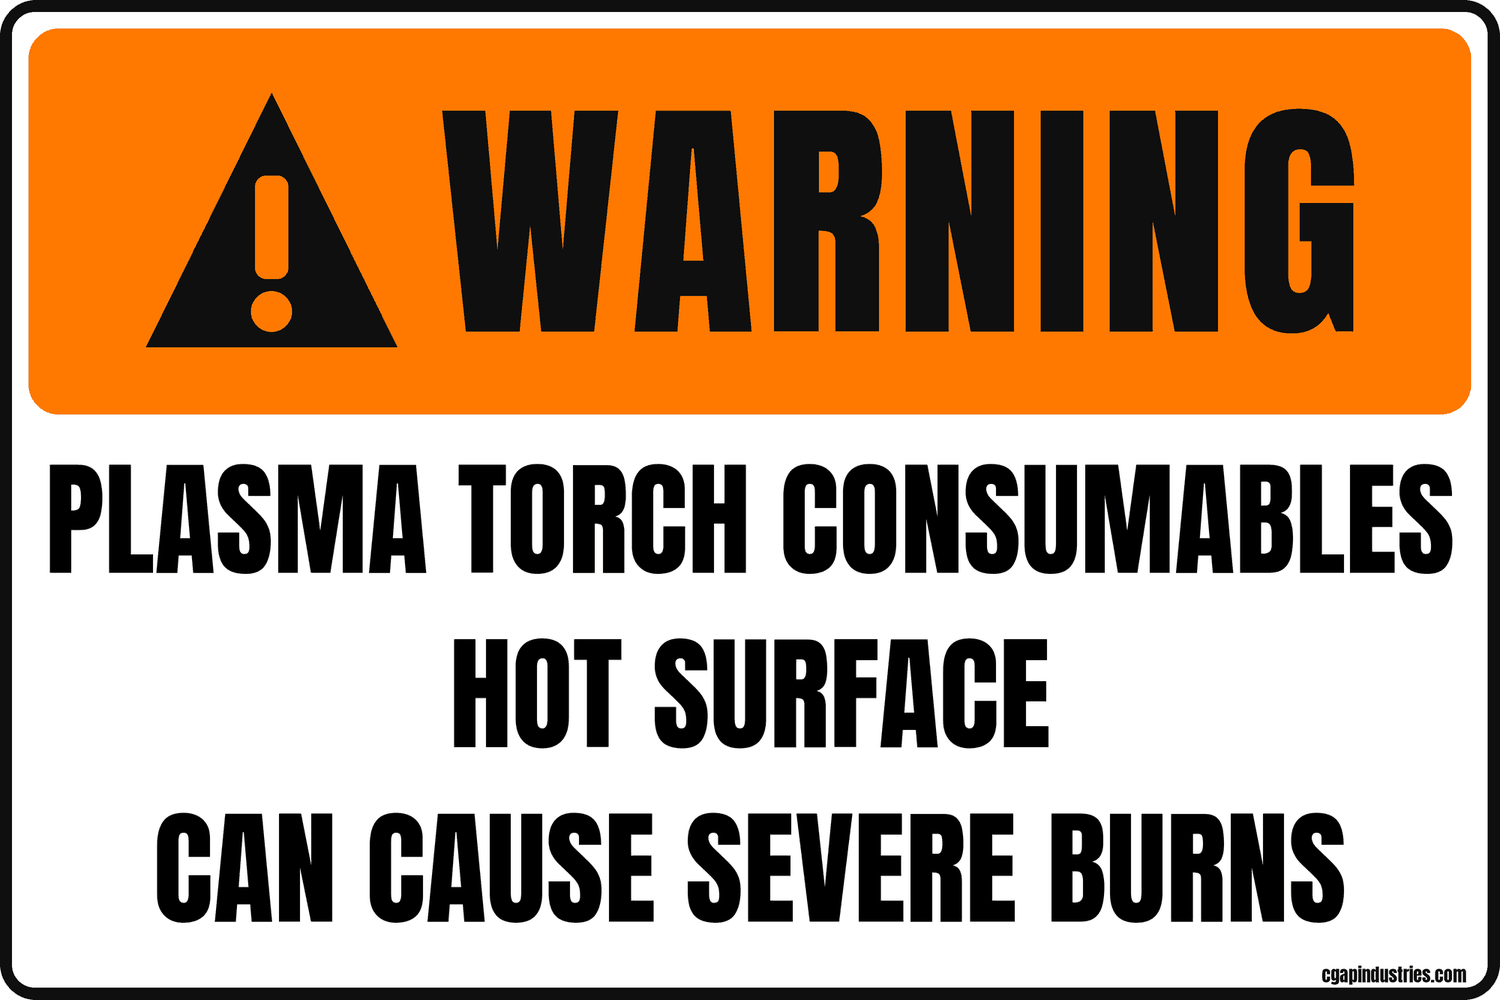 WARNING
PLASMA TORCH CONSUMABLES
HOT SURFACE
CAN CAUSE SEVERE BURNS
cgapindustries.com